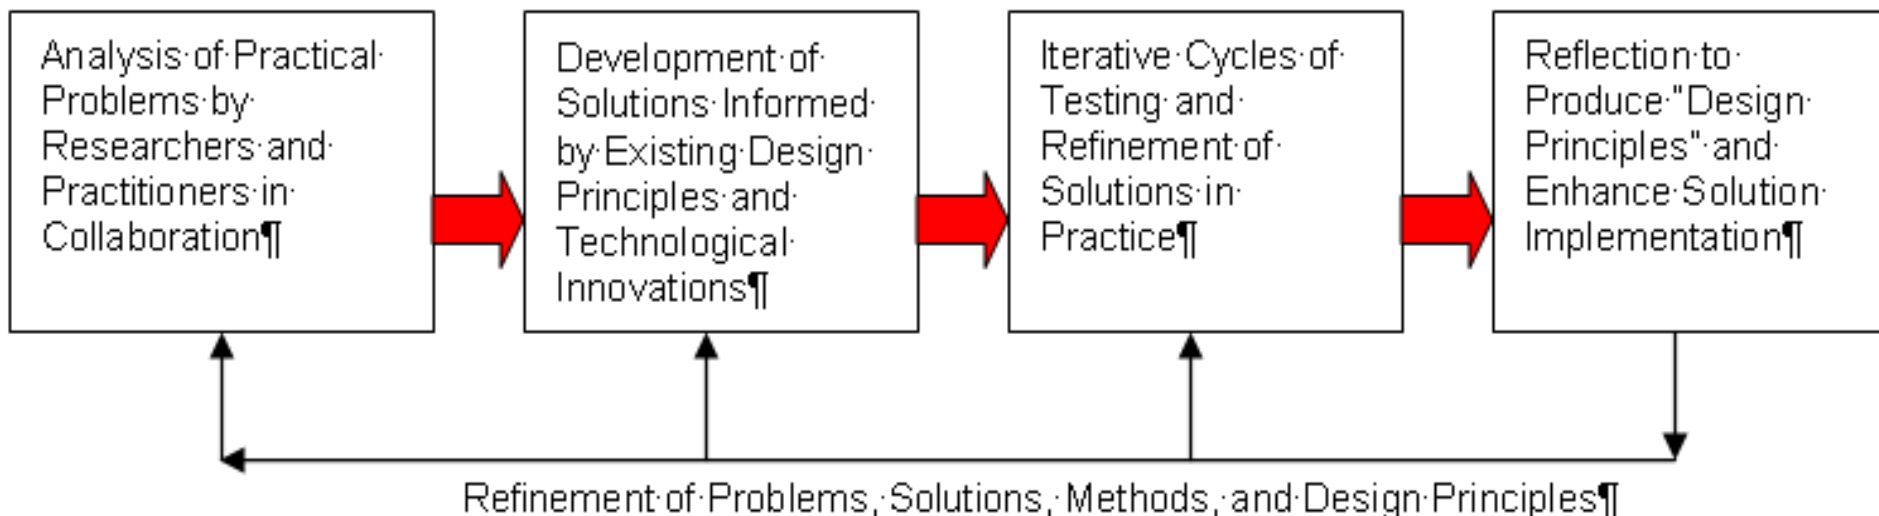 Analysis of Practical
Problems by
Researchers and
Practitioners in
Collaboration¶
Development of
Solutions Informed
by Existing Design
Principles and
Technological
Innovations¶
Iterative Cycles of
Testing and
Refinement of
Solutions in
Practice¶
Reflection to
Produce "Design
Principles" and
Enhance Solution
Implementation¶
Refinement of Problems, Solutions, Methods, and Design Principles¶